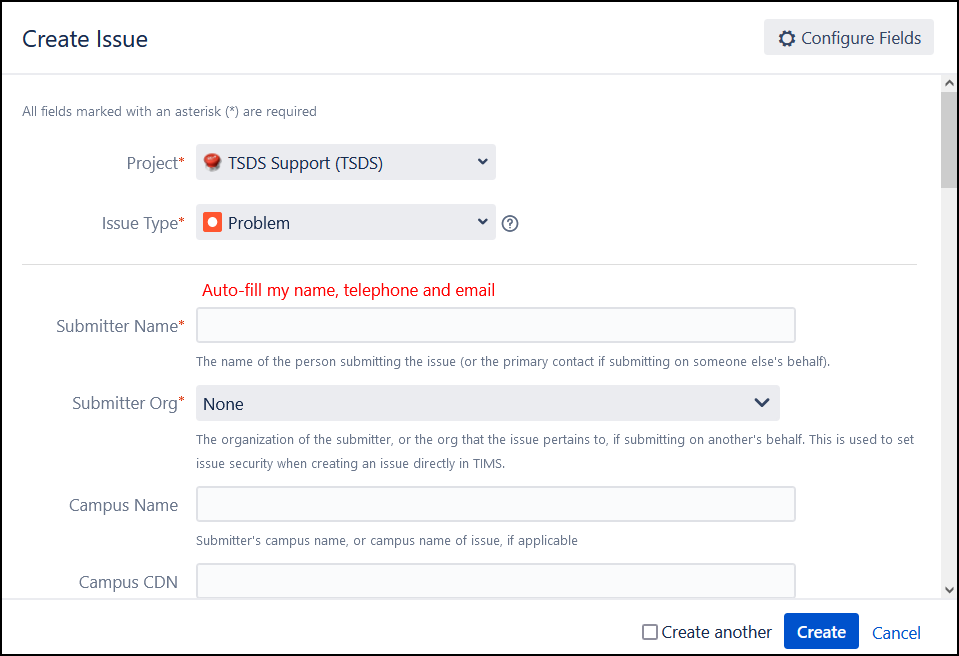 Create Issue
Configure Fields
All fields marked with an asterisk (*) are required
Project*
TSDS Support (TSDS)
Issue Type*
Problem
Auto-fill my name, telephone and email
Submitter Name*
The name of the person submitting the issue (or the primary contact if submitting on someone else's behalf).
Submitter Org*
None
The organization of the submitter, or the org that the issue pertains to, if submitting on another's behalf. This is used to set
issue security when creating an issue directly in TIMS.
Campus Name
Submitter's campus name, or campus name of issue, if applicable
Campus CDN
Create another
Create
Cancel